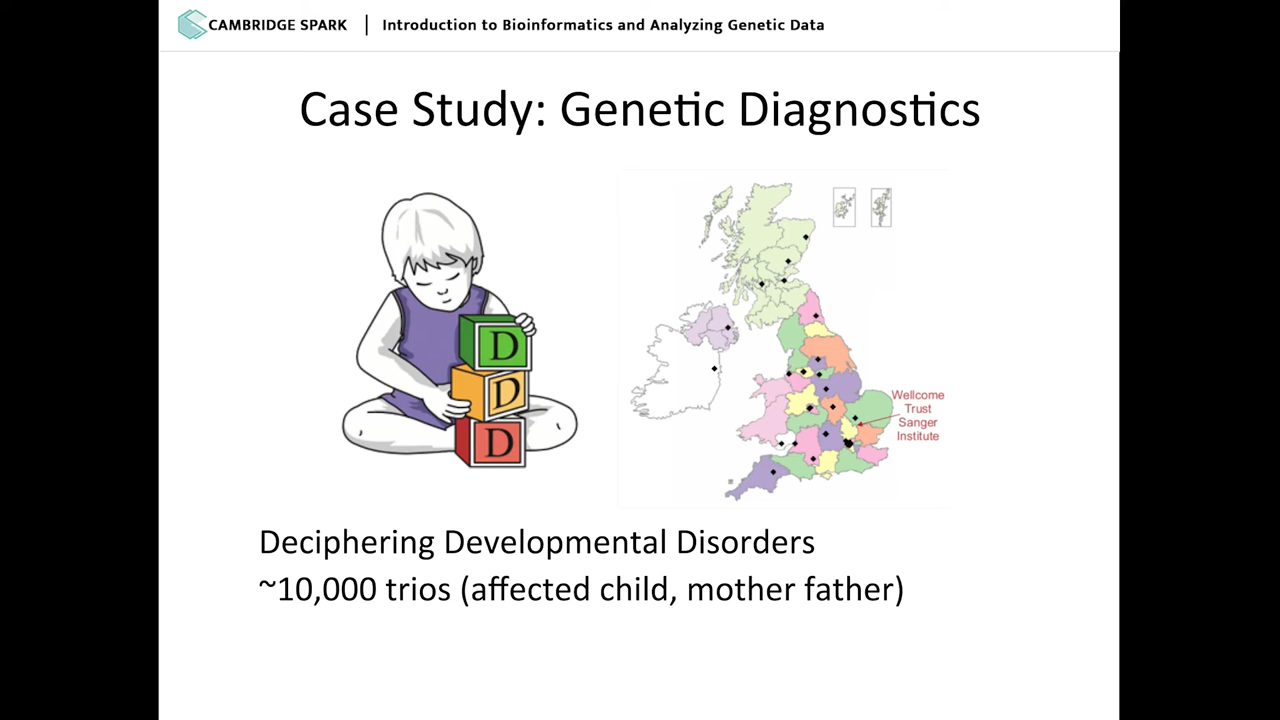 CAMBRIDGE SPARK | Introduction to Bioinformatics and Analyzing Genetic Data
Case Study: Genetic Diagnostics
D
D
D
Wellcome
Trust
Sanger
Institute
Deciphering Developmental Disorders
~10,000 trios (affected child, mother father)